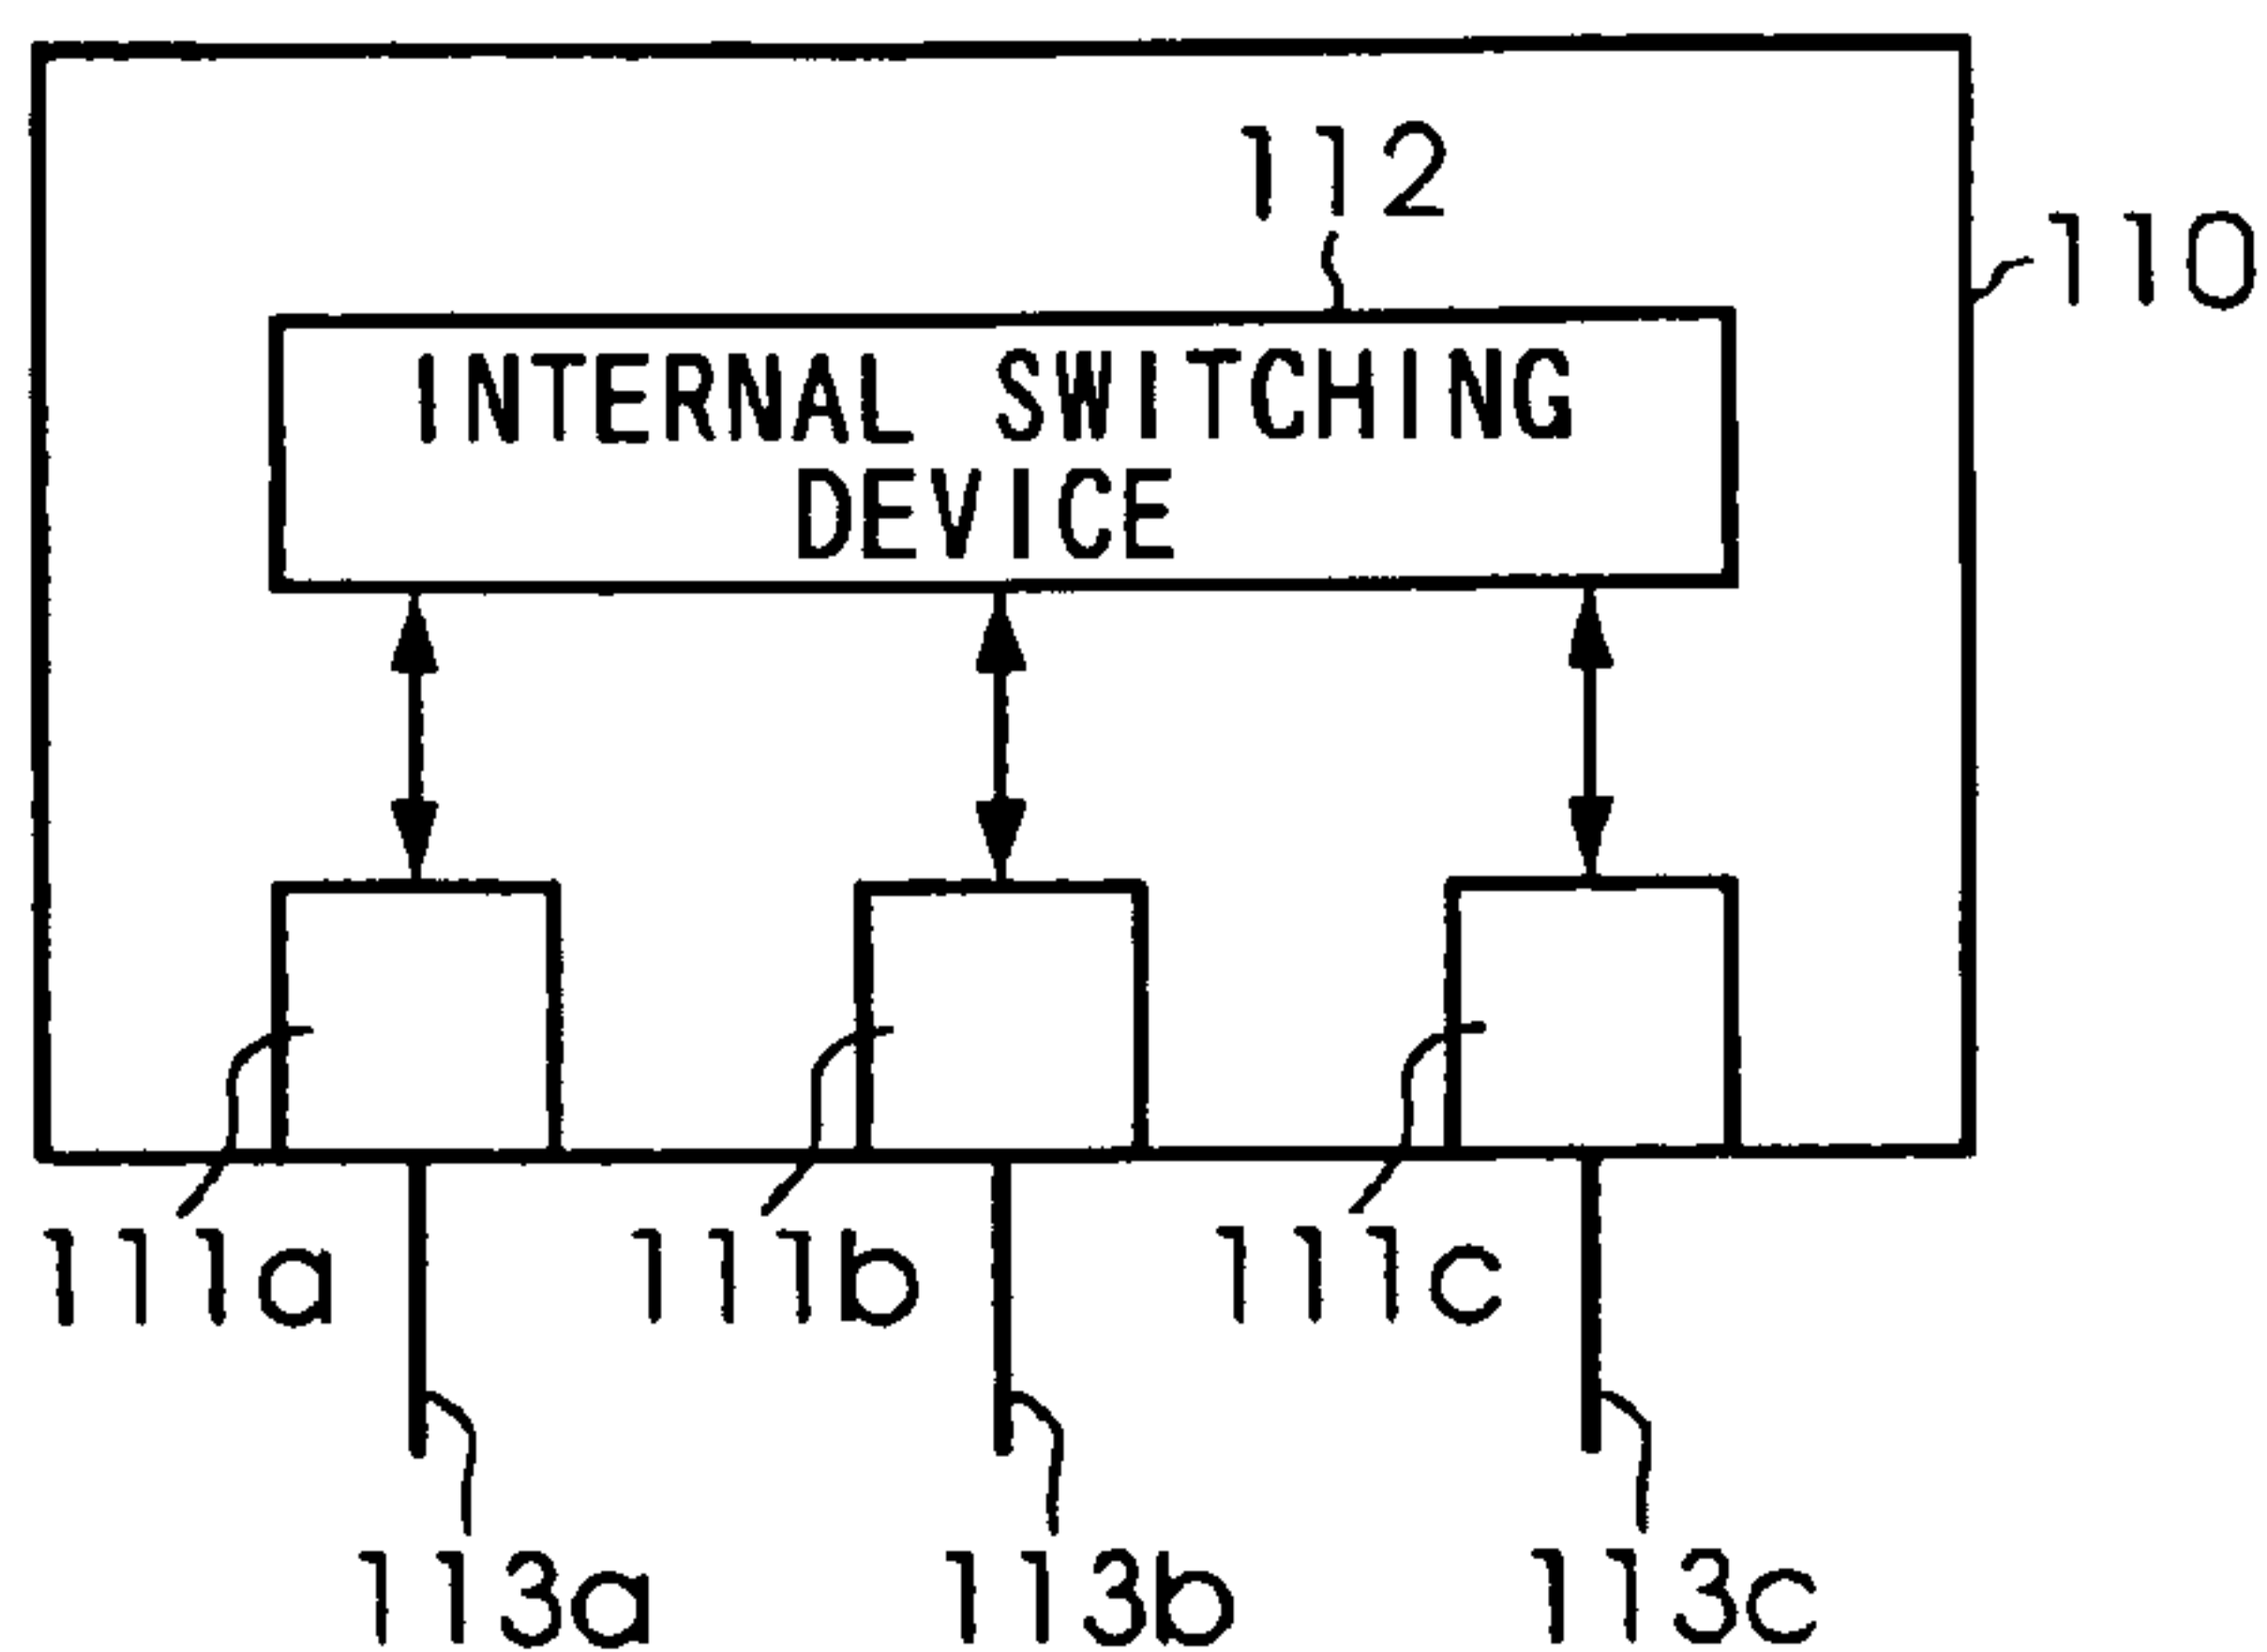 112
110
INTERNAL SWITCHING
DEVICE
111a 111b 111c
113a 113b 113c